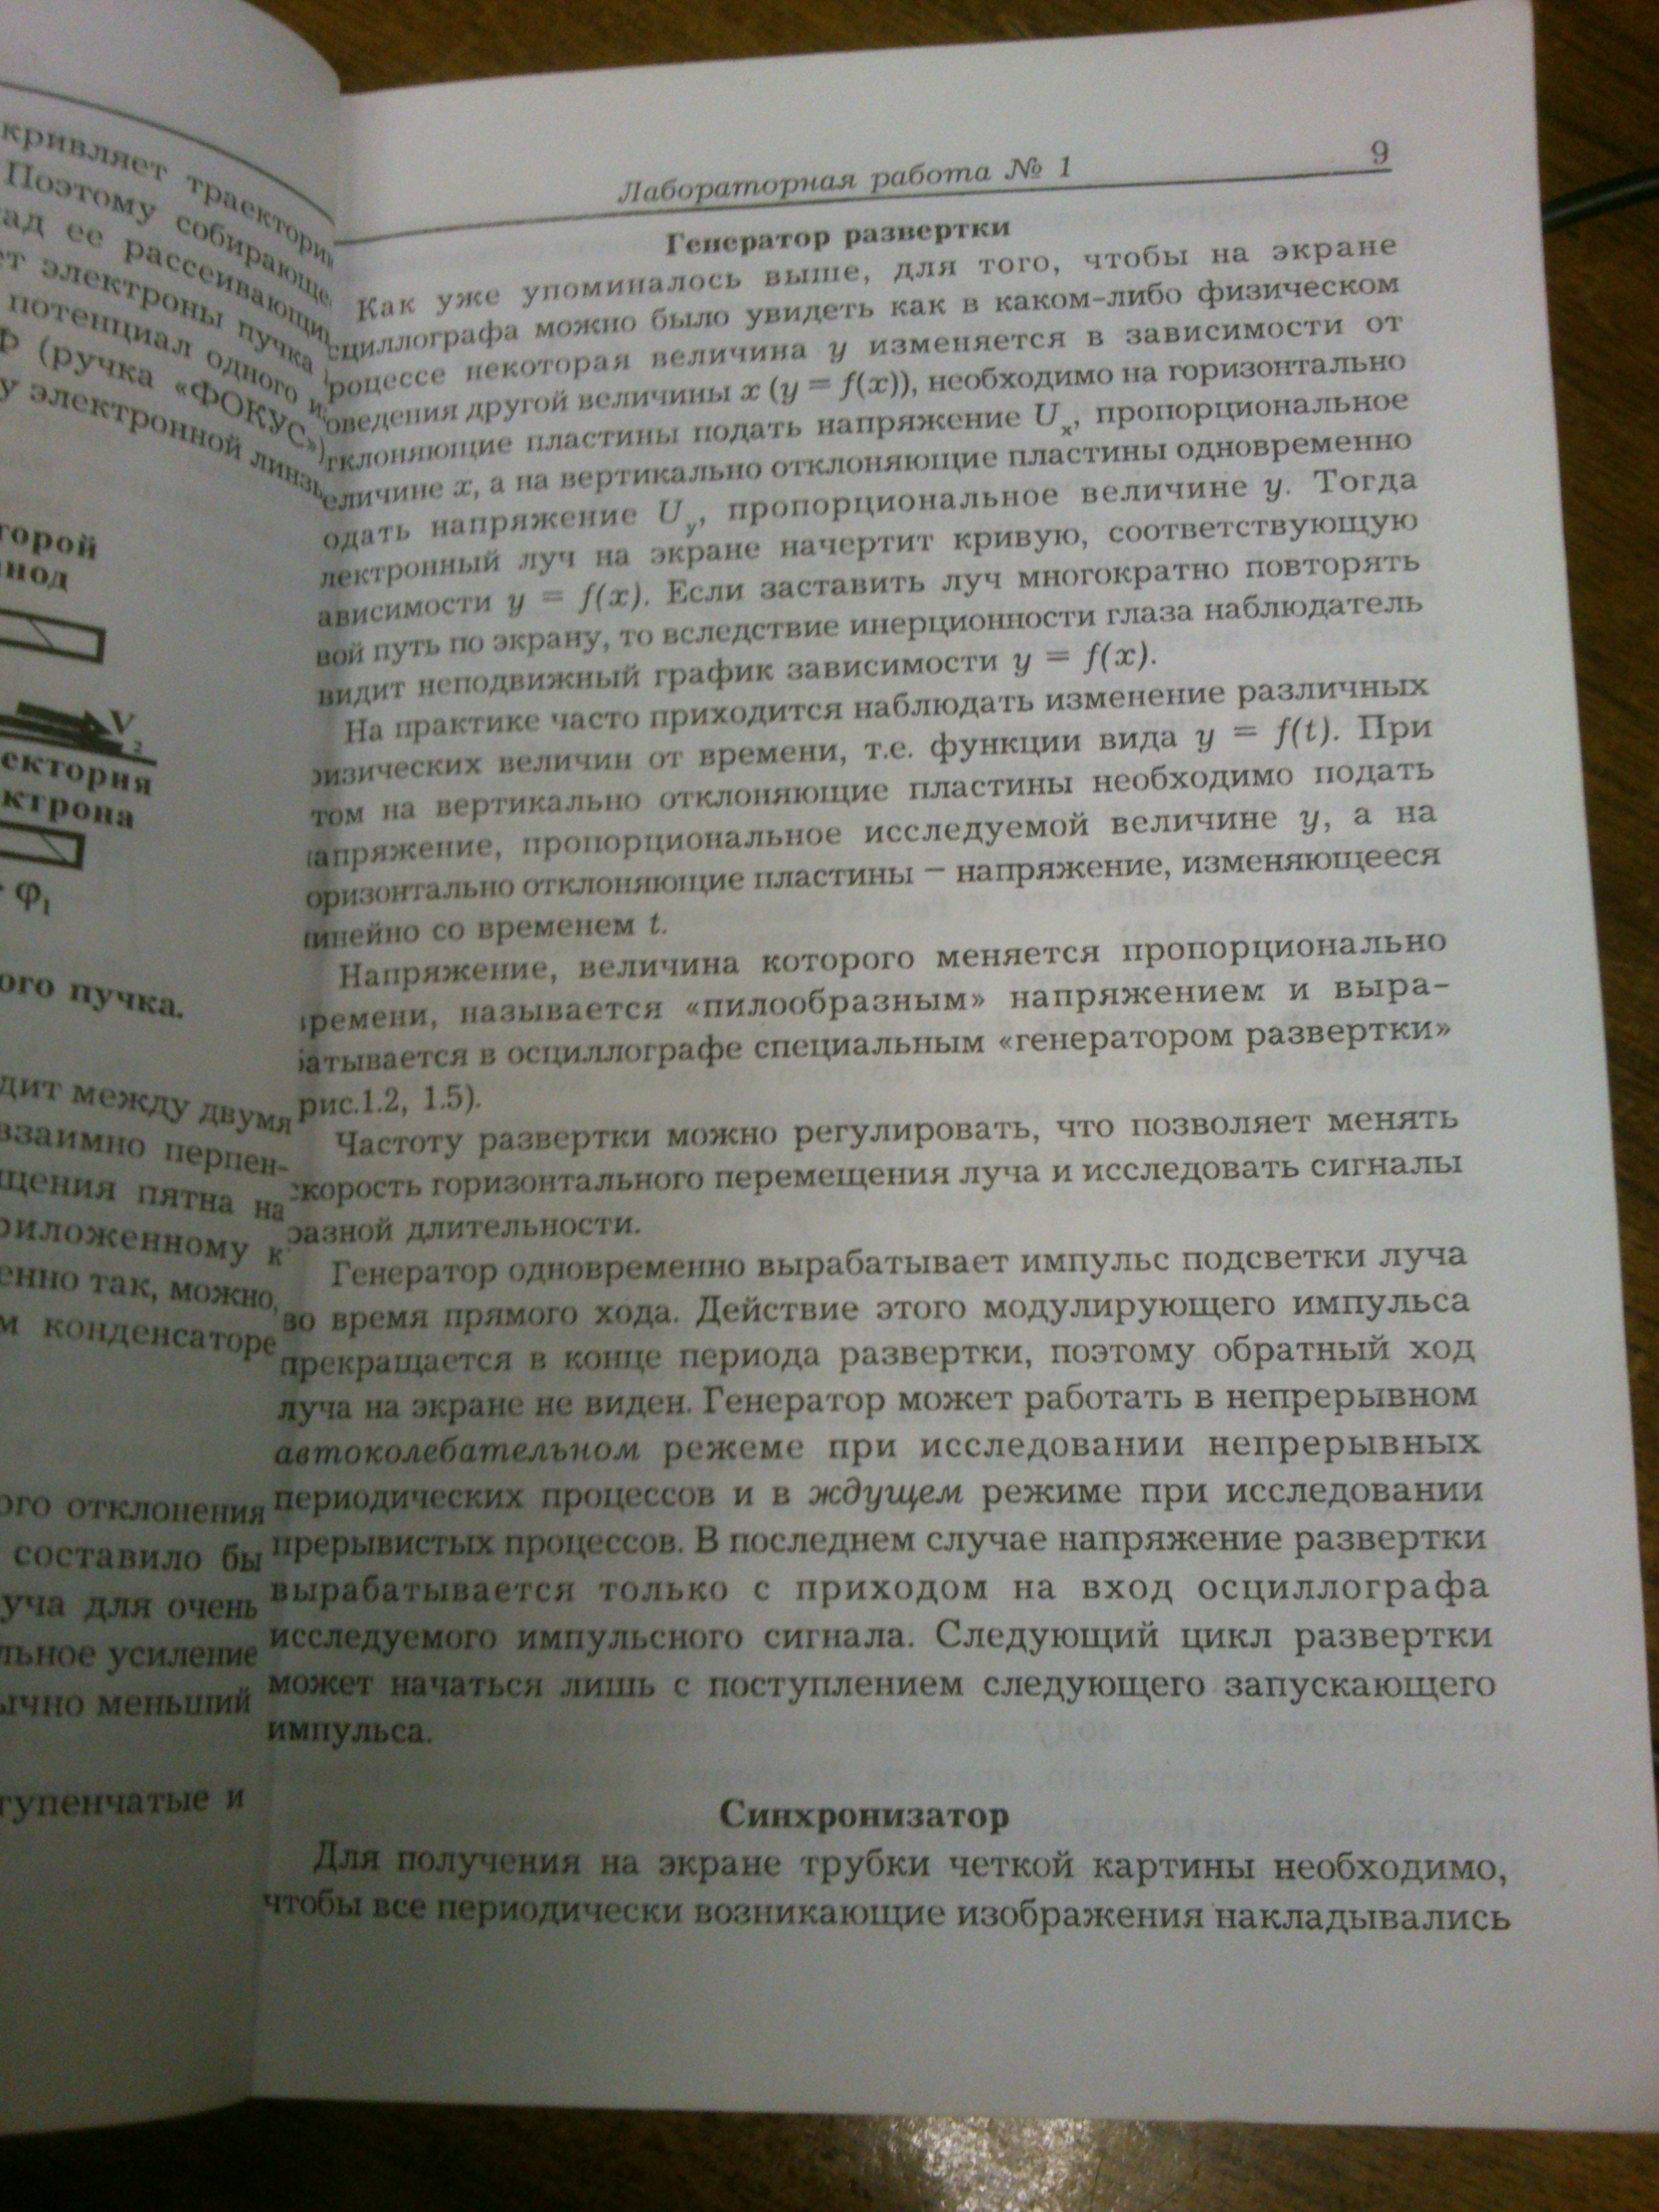 кривляет траектории
Поэтому собирающе
ад ее рассеивающи
т электроны пучка
потенциал одного и
Р (ручка «ФОКУС»)
у электронной линзы
торой
нод
V
ектория
ктрона
φ₁
ого пучка.
дит между двумя
взаимно перпен-
щения пятна на
риложенному к
енно так, можно,
м конденсаторе
ого отклонения
составило бы
уча для очень
льное усиление
ычно меньший
тупенчатые и
Лабораторная работа № 1 9
Генератор развертки
Как уже упоминалось выше, для того, чтобы на экране
сциллографа можно было увидеть как в каком-либо физическом
роцессе некоторая величина y изменяется в зависимости от
оведения другой величины x (y = f(x)), необходимо на горизонтально
тклоняющие пластины подать напряжение Uₓ, пропорциональное
еличине x, а на вертикально отклоняющие пластины одновременно
одать напряжение U_y, пропорциональное величине y. Тогда
лектронный луч на экране начертит кривую, соответствующую
ависимости y = f(x). Если заставить луч многократно повторять
вой путь по экрану, то вследствие инерционности глаза наблюдатель
видит неподвижный график зависимости y = f(x).
На практике часто приходится наблюдать изменение различных
физических величин от времени, т.е. функции вида y = f(t). При
том на вертикально отклоняющие пластины необходимо подать
напряжение, пропорциональное исследуемой величине y, а на
оризонтально отклоняющие пластины – напряжение, изменяющееся
линейно со временем t.
Напряжение, величина которого меняется пропорционально
времени, называется «пилообразным» напряжением и выра-
батывается в осциллографе специальным «генератором развертки»
рис.1.2, 1.5).
Частоту развертки можно регулировать, что позволяет менять
скорость горизонтального перемещения луча и исследовать сигналы
разной длительности.
Генератор одновременно вырабатывает импульс подсветки луча
во время прямого хода. Действие этого модулирующего импульса
прекращается в конце периода развертки, поэтому обратный ход
луча на экране не виден. Генератор может работать в непрерывном
автоколебательном режеме при исследовании непрерывных
периодических процессов и в ждущем режиме при исследовании
прерывистых процессов. В последнем случае напряжение развертки
вырабатывается только с приходом на вход осциллографа
исследуемого импульсного сигнала. Следующий цикл развертки
может начаться лишь с поступлением следующего запускающего
импульса.
Синхронизатор
Для получения на экране трубки четкой картины необходимо,
чтобы все периодически возникающие изображения накладывались